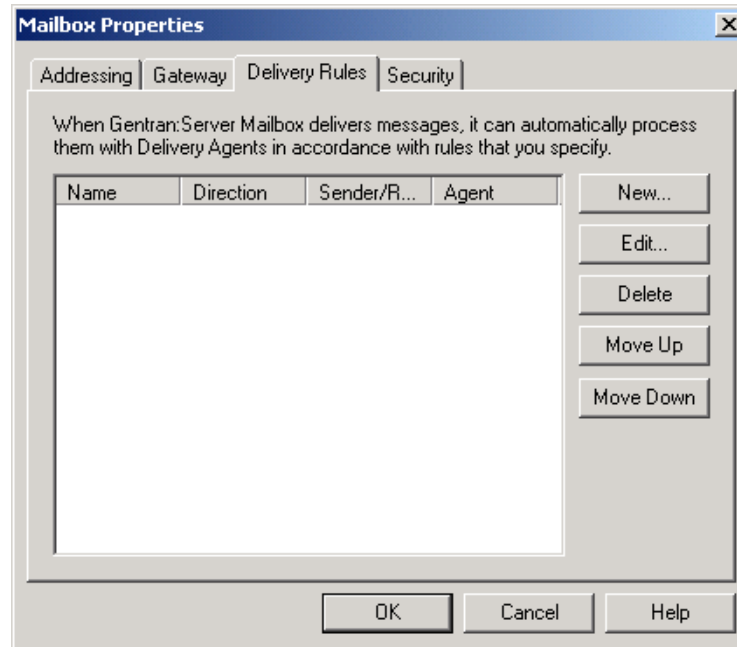 Mailbox Properties
Addressing Gateway Delivery Rules Security
When Gentran:Server Mailbox delivers messages, it can automatically process
them with Delivery Agents in accordance with rules that you specify.
Name Direction Sender/R... Agent
New...
Edit...
Delete
Move Up
Move Down
OK Cancel Help